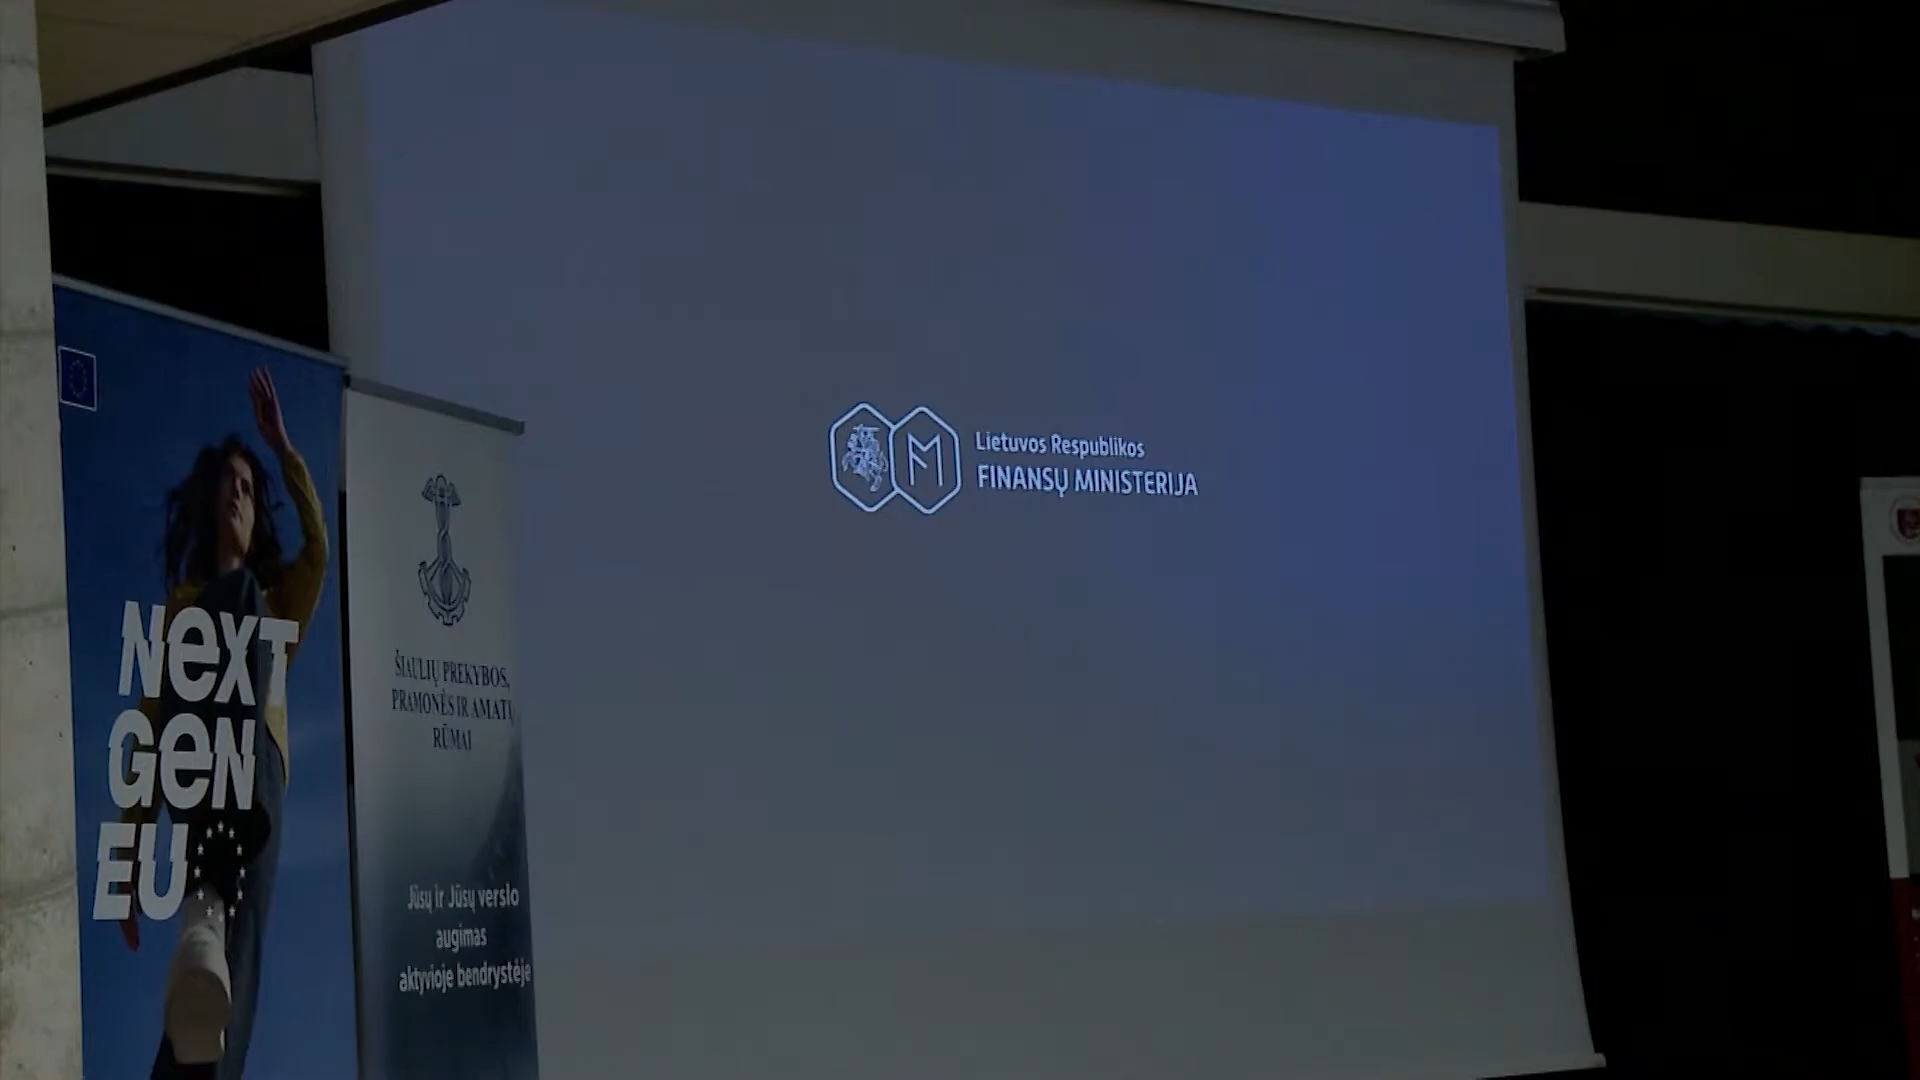 Lietuvos Respublikos
FINANSŲ MINISTERIJA
NEXT
GEN
EU
ŠIAULIŲ PREKYBOS,
PRAMONĖS IR AMATŲ
RŪMAI
Jūsų ir Jūsų verslo
augimas
aktyvioje bendrystėje